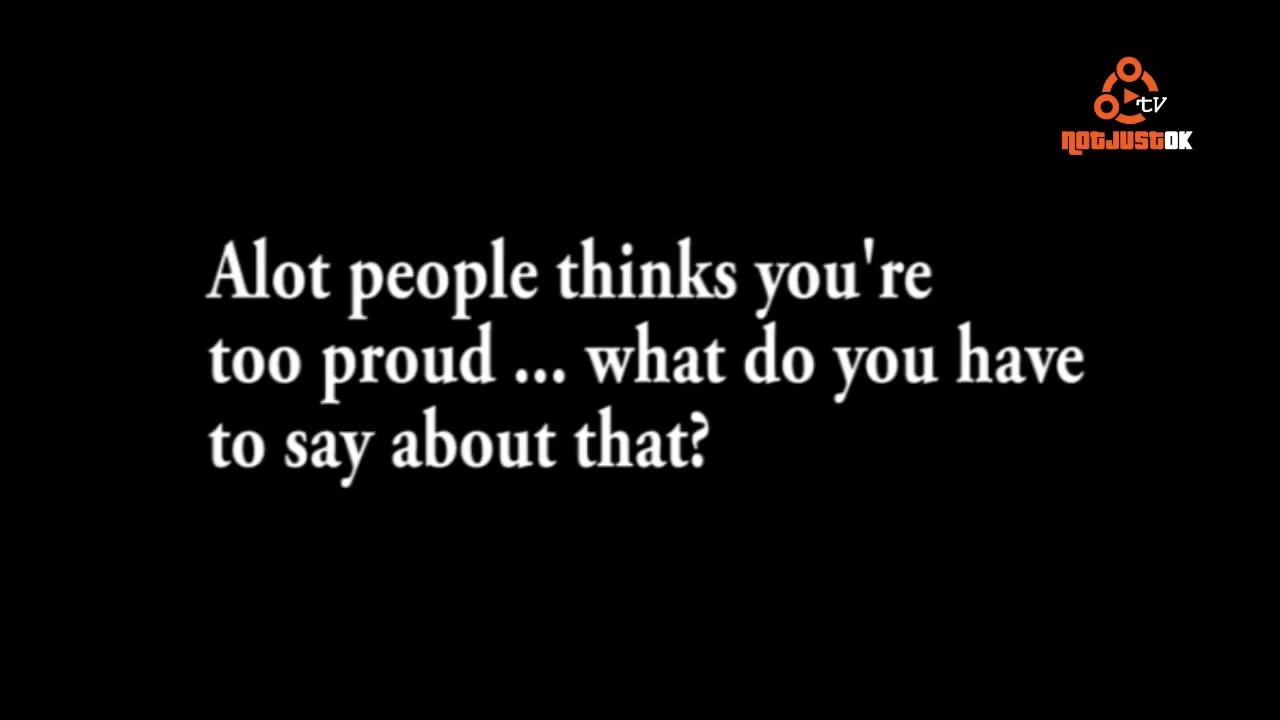 tv
NOTJUSTOK
Alot people thinks you're
too proud ... what do you have
to say about that?